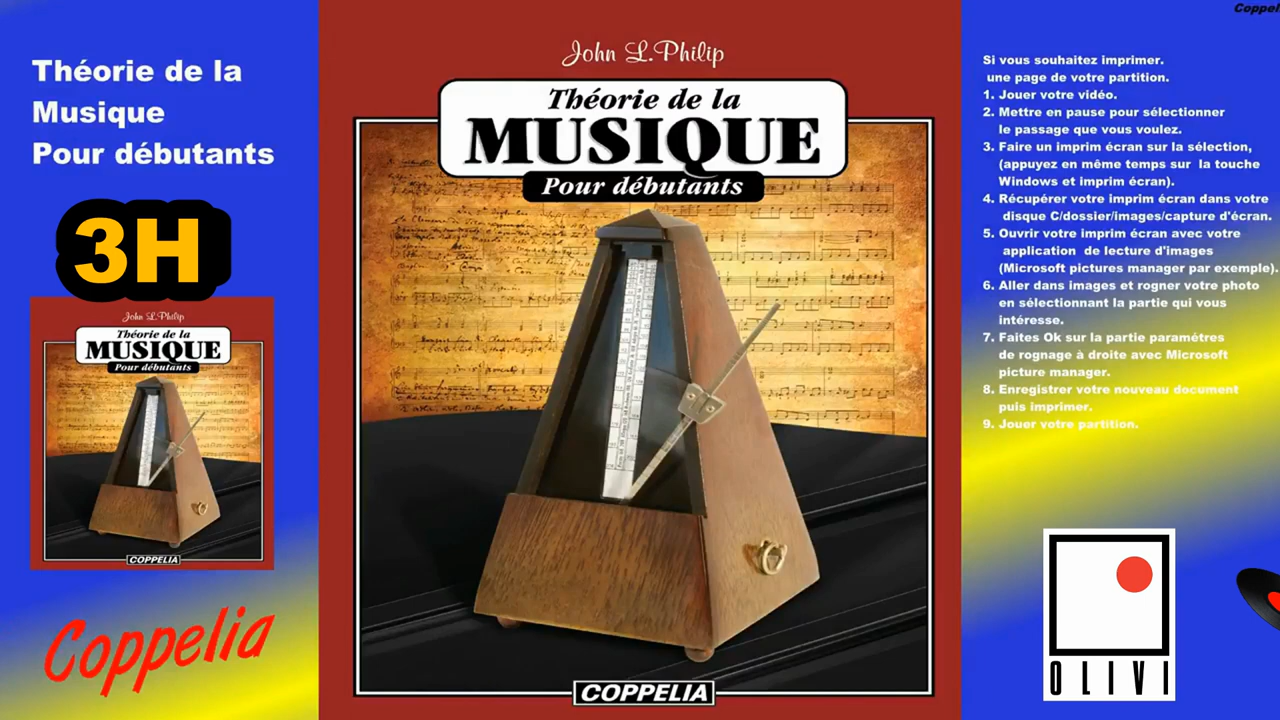 Théorie de la
Musique
Pour débutants
3H
John L. Philip
Théorie de la
MUSIQUE
Pour débutants
COPPELIA
Coppelia
John L. Philip
Théorie de la
MUSIQUE
Pour débutants
COPPELIA
Si vous souhaitez imprimer.
une page de votre partition.
1. Jouer votre vidéo.
2. Mettre en pause pour sélectionner
le passage que vous voulez.
3. Faire un imprim écran sur la sélection,
(appuyez en même temps sur la touche
Windows et imprim écran).
4. Récupérer votre imprim écran dans votre
disque C/dossier/images/capture d'écran.
5. Ouvrir votre imprim écran avec votre
application de lecture d'images
(Microsoft pictures manager par exemple).
6. Aller dans images et rogner votre photo
en sélectionnant la partie qui vous
intéresse.
7. Faites Ok sur la partie paramétres
de rognage à droite avec Microsoft
picture manager.
8. Enregistrer votre nouveau document
puis imprimer.
9. Jouer votre partition.
OLIVI